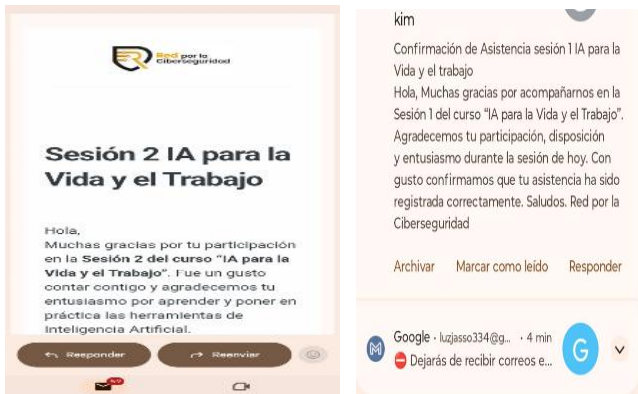 Red por la
Ciberseguridad
Sesión 2 IA para la
Vida y el Trabajo
Hola,
Muchas gracias por tu participación
en la Sesión 2 del curso “IA para la
Vida y el Trabajo”. Fue un gusto
contar contigo y agradecemos tu
entusiasmo por aprender y poner en
práctica las herramientas de
Inteligencia Artificial.
Responder
Reenviar
kim
Confirmación de Asistencia sesión 1 IA para la
Vida y el trabajo
Hola, Muchas gracias por acompañarnos en la
Sesión 1 del curso “IA para la Vida y el Trabajo”.
Agradecemos tu participación, disposición
y entusiasmo durante la sesión de hoy. Con
gusto confirmamos que tu asistencia ha sido
registrada correctamente. Saludos. Red por la
Ciberseguridad
Archivar Marcar como leído Responder
Google · luzjasso334@g... · 4 min
Dejarás de recibir correos e...
G